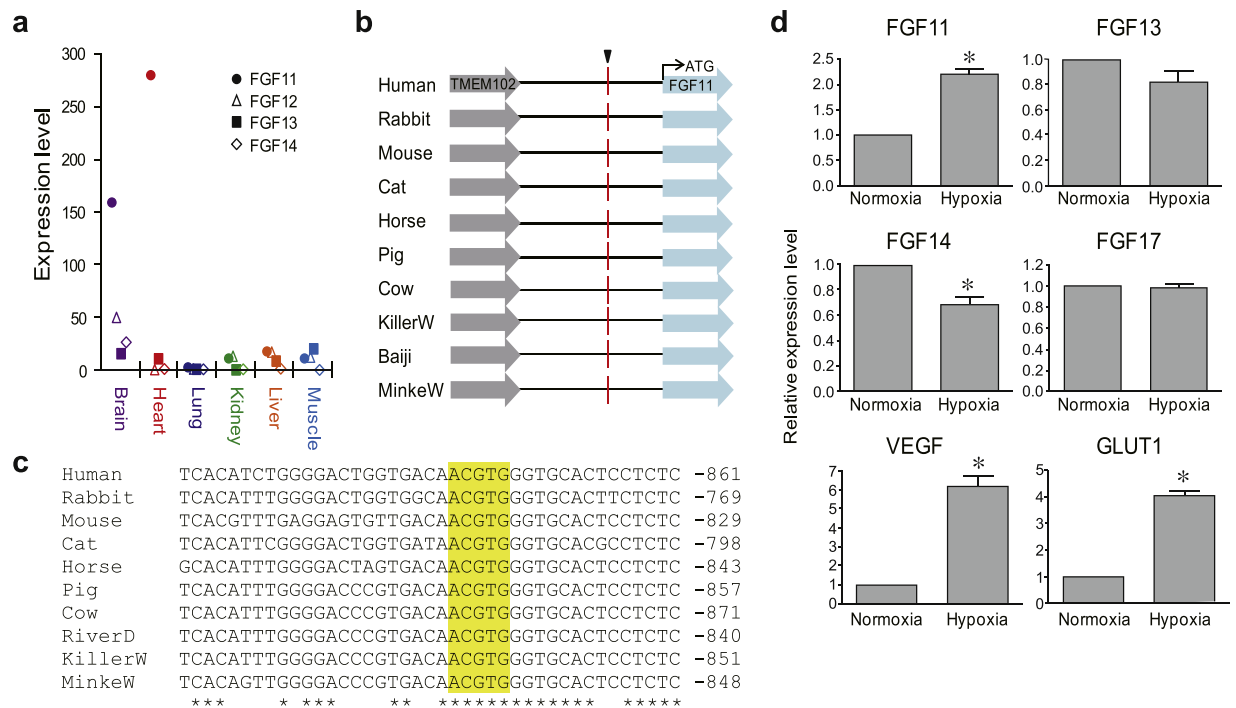 a
Expression level
300
250
200
150
100
50
0
FGF11
FGF12
FGF13
FGF14
Brain
Heart
Lung
Kidney
Liver
Muscle
b
ATG
Human
TMEM102
FGF11
Rabbit
Mouse
Cat
Horse
Pig
Cow
KillerW
Baiji
MinkeW
c
Human TCACATCTGGGGACTGGTGACAACGTGGGTGCACTCCTCTC -861
Rabbit TCACATTTGGGGACTGGTGGCAACGTGGGTGCACTTCTCTC -769
Mouse TCACGTTTGAGGAGTGTTGACAACGTGGGTGCACTCCTCTC -829
Cat TCACATTCGGGGACTGGTGATAACGTGGGTGCACGCCTCTC -798
Horse GCACATTTGGGGACTAGTGACAACGTGGGTGCACTCCTCTC -843
Pig TCACATTTGGGGACCCGTGACAACGTGGGTGCACTCCTCTC -857
Cow TCACATTTGGGGACCCGTGACAACGTGGGTGCACTCCTCTC -871
RiverD TCACATTTGGGGACCCGTGACAACGTGGGTGCACTCCTCTC -840
KillerW TCACATTTGGGGACCCGTGACAACGTGGGTGCACTCCTCTC -851
MinkeW TCACAGTTGGGGACCCGTGACAACGTGGGTGCACTCCTCTC -848
*** * *** ** ************* *****
d
Relative expression level
FGF11
2.5
2.0
1.5
1.0
0.5
0.0
*
Normoxia Hypoxia
FGF13
1.0
0.8
0.6
0.4
0.2
0.0
Normoxia Hypoxia
FGF14
1.0
0.8
0.6
0.4
0.2
0.0
*
Normoxia Hypoxia
FGF17
1.2
1.0
0.8
0.6
0.4
0.2
0.0
Normoxia Hypoxia
VEGF
7
6
5
4
3
2
1
0
*
Normoxia Hypoxia
GLUT1
5
4
3
2
1
0
*
Normoxia Hypoxia